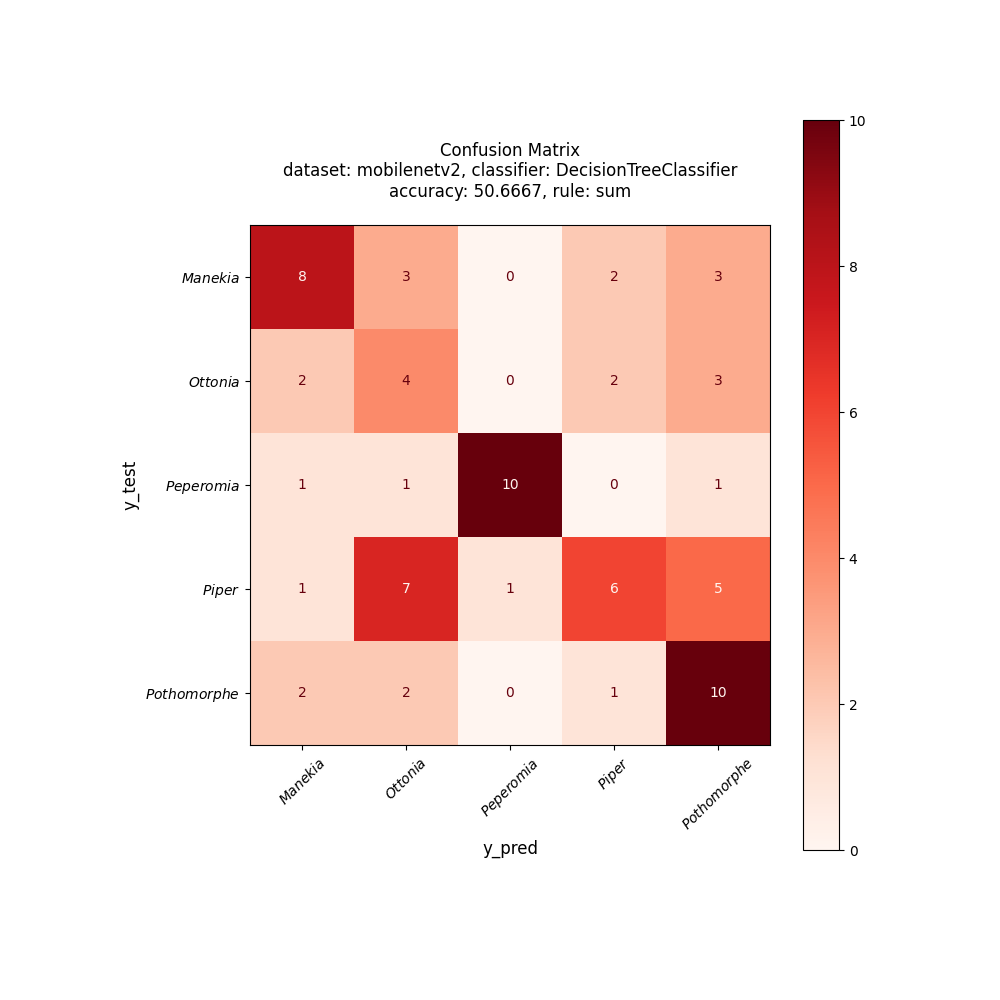 Confusion Matrix
dataset: mobilenetv2, classifier: DecisionTreeClassifier
accuracy: 50.6667, rule: sum
Manekia 8 3 0 2 3
Ottonia 2 4 0 2 3
Peperomia 1 1 10 0 1
Piper 1 7 1 6 5
Pothomorphe 2 2 0 1 10
Manekia Ottonia Peperomia Piper Pothomorphe
y_test
y_pred
10
8
6
4
2
0